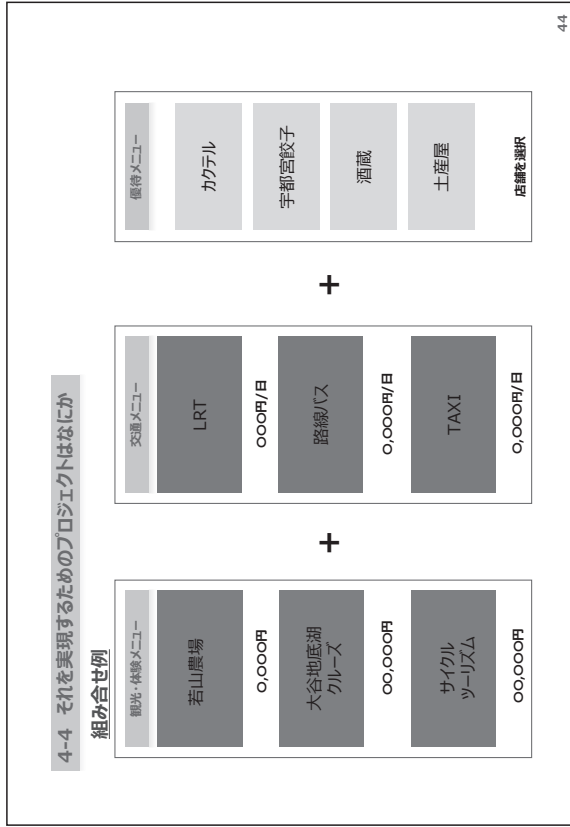 4-4 それを実現するためのプロジェクトはなにか
組み合せ例
観光・体験メニュー
若山農場
0,000円
大谷地底湖
クルーズ
00,000円
サイクル
ツーリズム
00,000円
+
交通メニュー
LRT
000円/日
路線バス
0,000円/日
TAXI
0,000円/日
+
優待メニュー
カクテル
宇都宮餃子
酒蔵
土産屋
店舗を選択
44